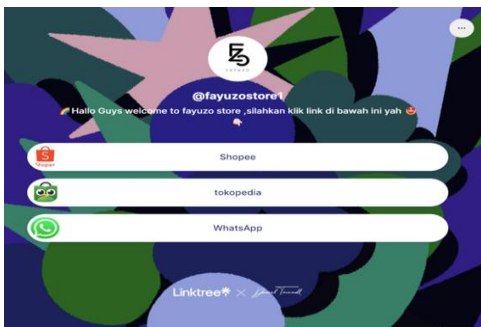 FAYUZO
@fayuzostore1
Hallo Guys welcome to fayuzo store ,silahkan klik link di bawah ini yah
Shopee
tokopedia
WhatsApp
Linktree